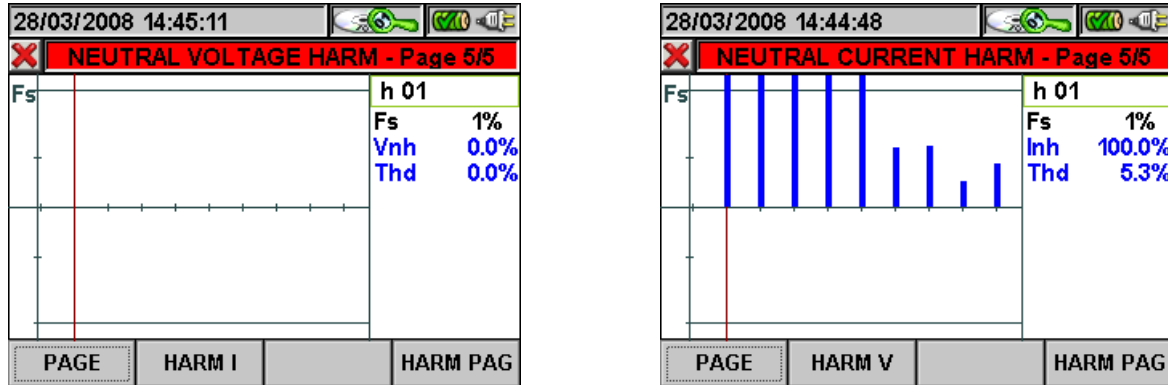 28/03/2008 14:45:11
NEUTRAL VOLTAGE HARM - Page 5/5
Fs
h 01
Fs 1%
Vnh 0.0%
Thd 0.0%
PAGE HARM I HARM PAG
28/03/2008 14:44:48
NEUTRAL CURRENT HARM - Page 5/5
Fs
h 01
Fs 1%
Inh 100.0%
Thd 5.3%
PAGE HARM V HARM PAG